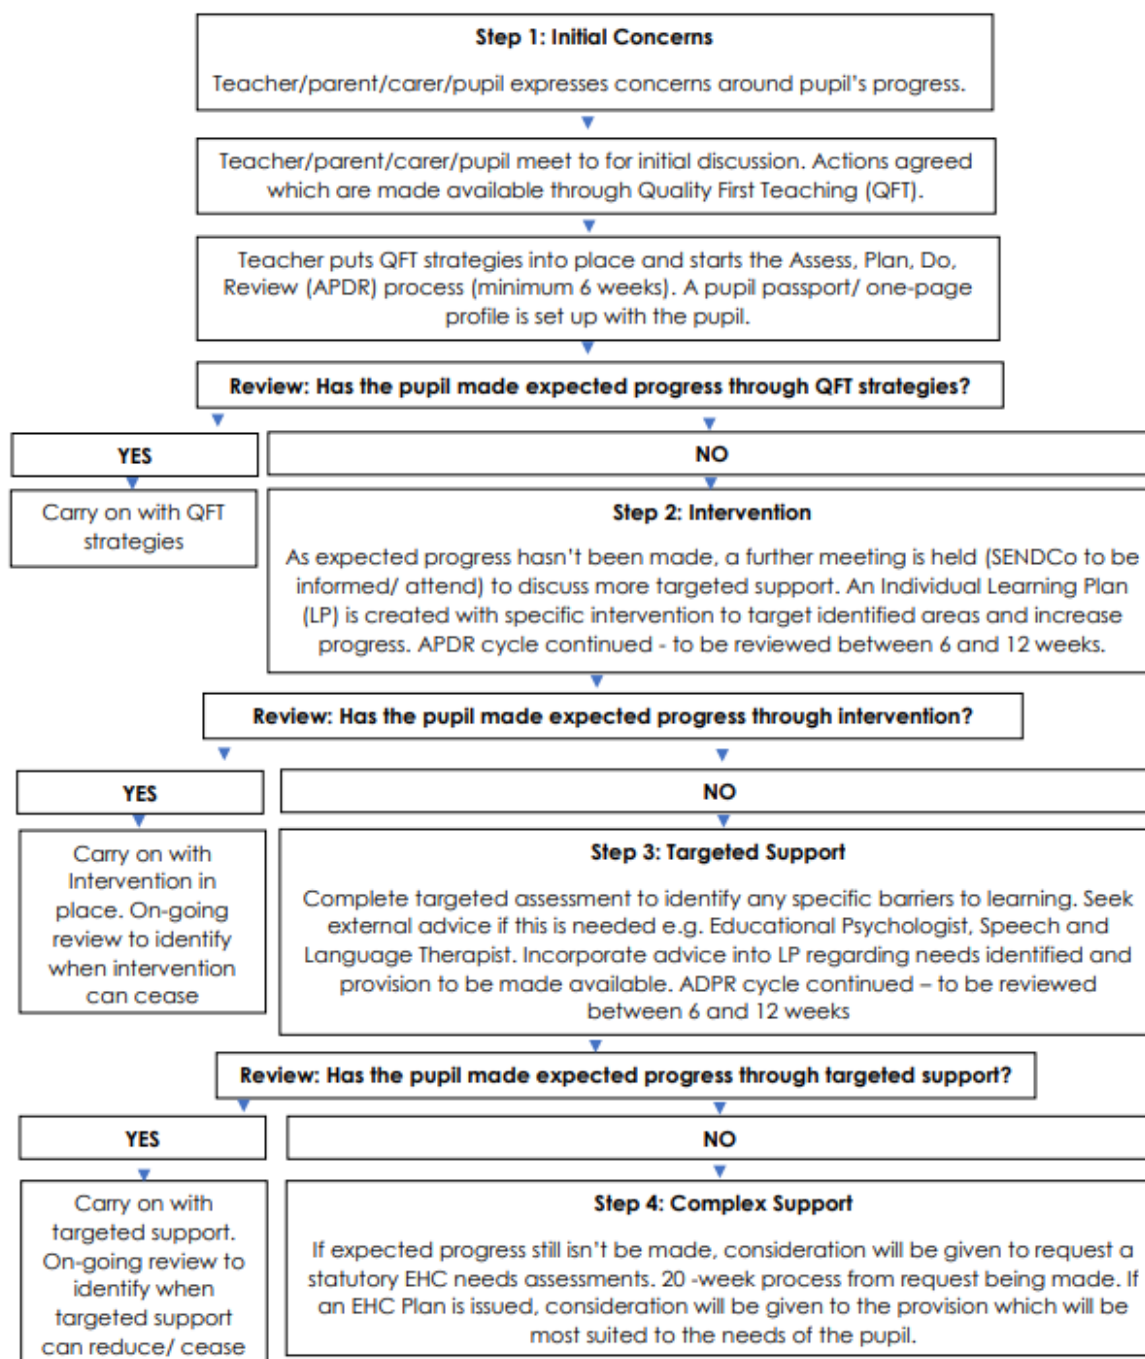 Step 1: Initial Concerns
Teacher/parent/carer/pupil expresses concerns around pupil's progress.
Teacher/parent/carer/pupil meet to for initial discussion. Actions agreed
which are made available through Quality First Teaching (QFT).
Teacher puts QFT strategies into place and starts the Assess, Plan, Do,
Review (APDR) process (minimum 6 weeks). A pupil passport/ one-page
profile is set up with the pupil.
Review: Has the pupil made expected progress through QFT strategies?
YES
NO
Carry on with QFT
strategies
Step 2: Intervention
As expected progress hasn't been made, a further meeting is held (SENDCo to be
informed/ attend) to discuss more targeted support. An Individual Learning Plan
(LP) is created with specific intervention to target identified areas and increase
progress. APDR cycle continued - to be reviewed between 6 and 12 weeks.
Review: Has the pupil made expected progress through intervention?
YES
NO
Carry on with
Intervention in
place. On-going
review to identify
when intervention
can cease
Step 3: Targeted Support
Complete targeted assessment to identify any specific barriers to learning. Seek
external advice if this is needed e.g. Educational Psychologist, Speech and
Language Therapist. Incorporate advice into LP regarding needs identified and
provision to be made available. ADPR cycle continued – to be reviewed
between 6 and 12 weeks
Review: Has the pupil made expected progress through targeted support?
YES
NO
Carry on with
targeted support.
On-going review to
identify when
targeted support
can reduce/ cease
Step 4: Complex Support
If expected progress still isn't be made, consideration will be given to request a
statutory EHC needs assessments. 20 -week process from request being made. If
an EHC Plan is issued, consideration will be given to the provision which will be
most suited to the needs of the pupil.